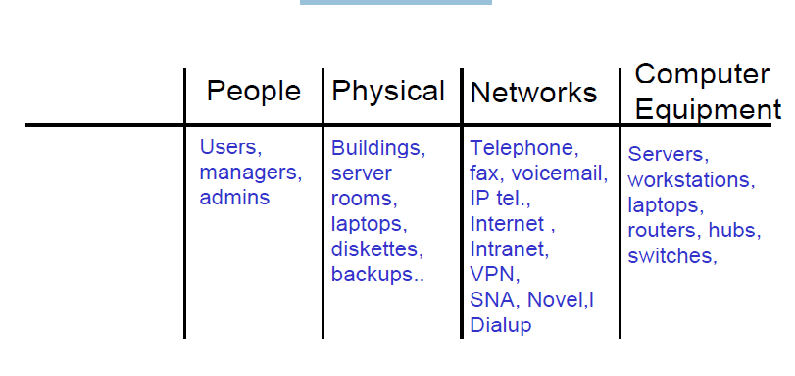 People
Physical
Networks
Computer
Equipment
Users,
managers,
admins
Buildings,
server
rooms,
laptops,
diskettes,
backups..
Telephone,
fax, voicemail,
IP tel.,
Internet ,
Intranet,
VPN,
SNA, Novel,I
Dialup
Servers,
workstations,
laptops,
routers, hubs,
switches,